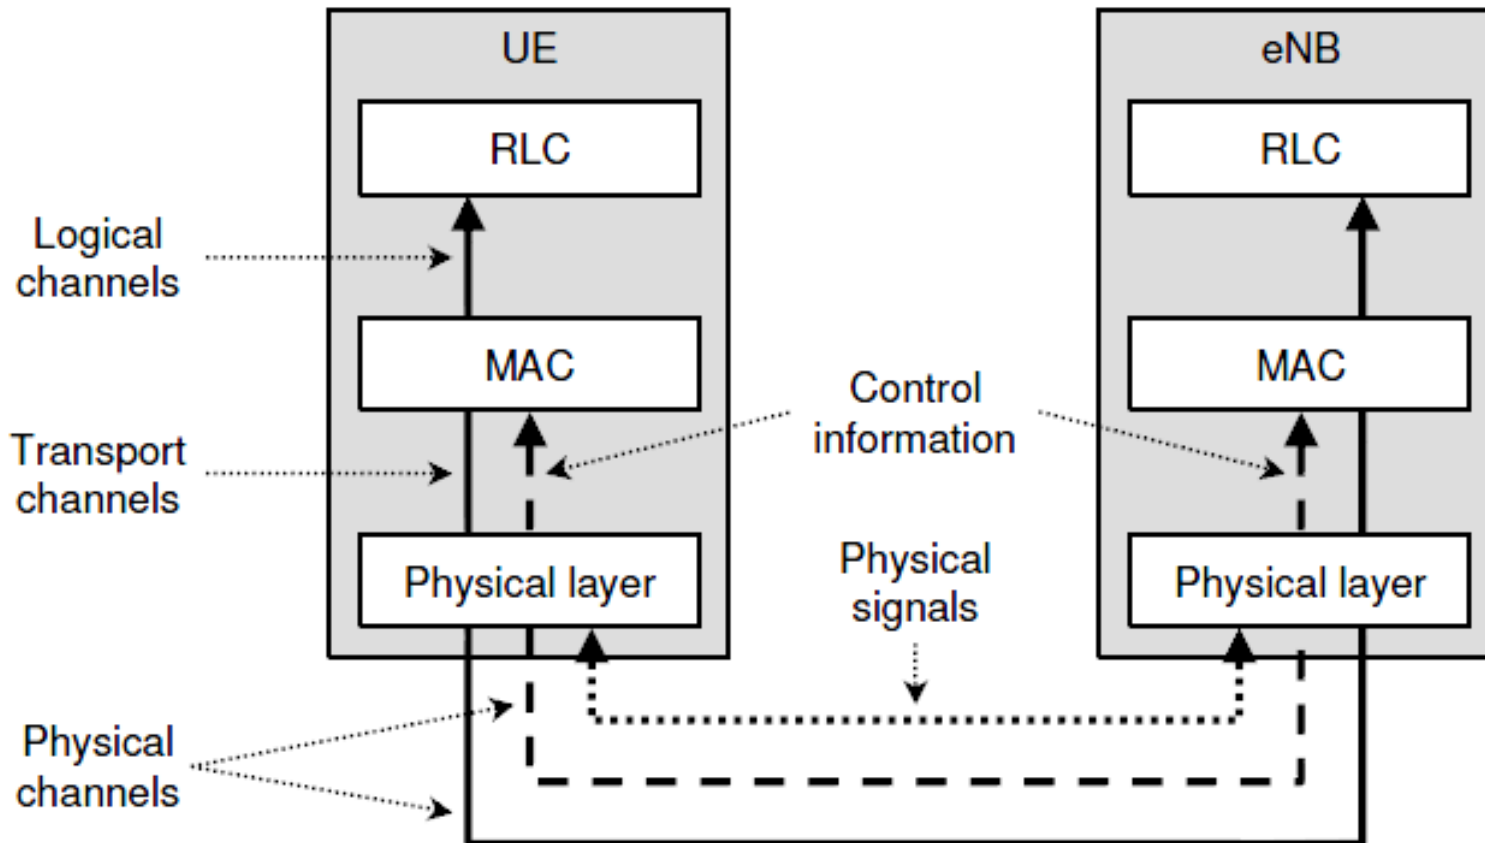 UE
eNB
RLC
RLC
Logical
channels
MAC
MAC
Control
information
Transport
channels
Physical layer
Physical layer
Physical
signals
Physical
channels